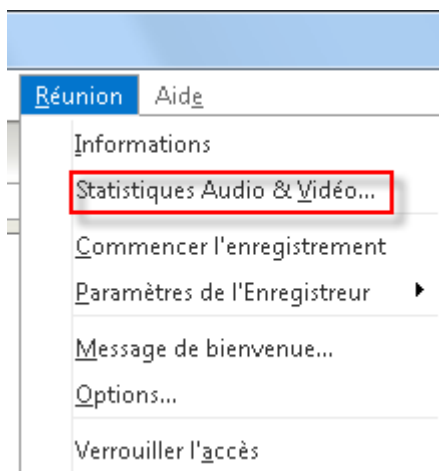 Réunion Aide
Informations
Statistiques Audio & Vidéo...
Commencer l'enregistrement
Paramètres de l'Enregistreur
Message de bienvenue...
Options...
Verrouiller l'accès